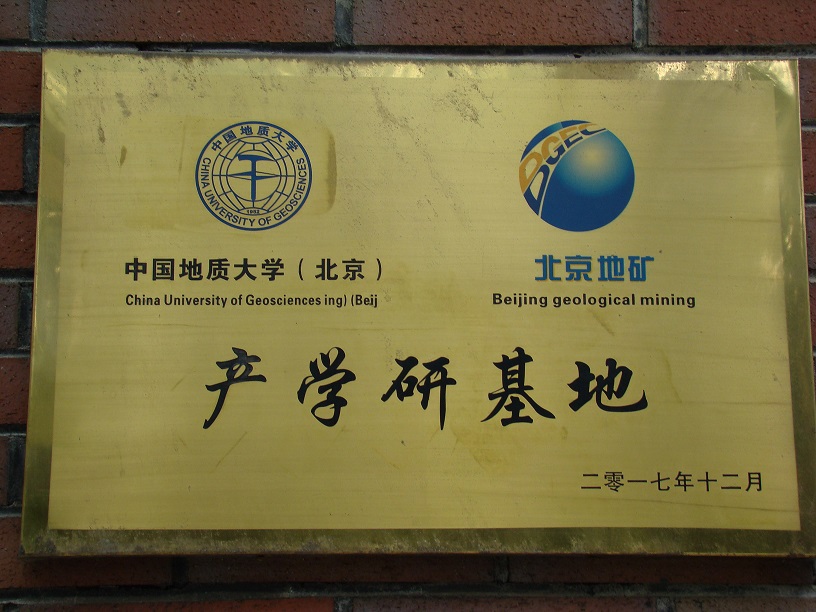 中国地质大学
CHINA UNIVERSITY OF GEOSCIENCES
1952
BGEC
中国地质大学（北京）
China University of Geosciences ing) (Beij
北京地矿
Beijing geological mining
产学研基地
二零一七年十二月